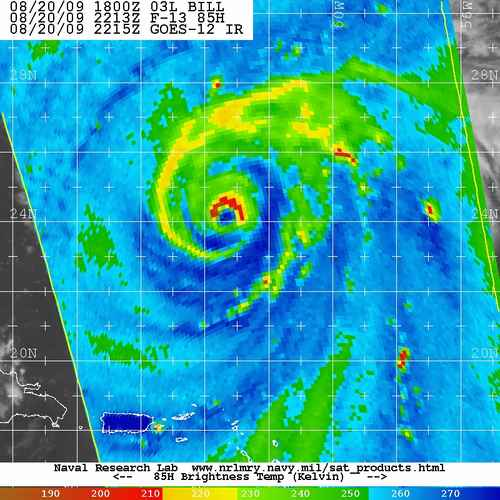 08/20/09 1800Z 03L BILL
08/20/09 2213Z F-13 85H
08/20/09 2215Z GOES-12 IR
60W
56W
28N
28N
24N
24N
20N
20N
Naval Research Lab www.nrlmry.navy.mil/sat_products.html
<-- 85H Brightness Temp (Kelvin) -->
190 200 210 220 230 240 250 260 270